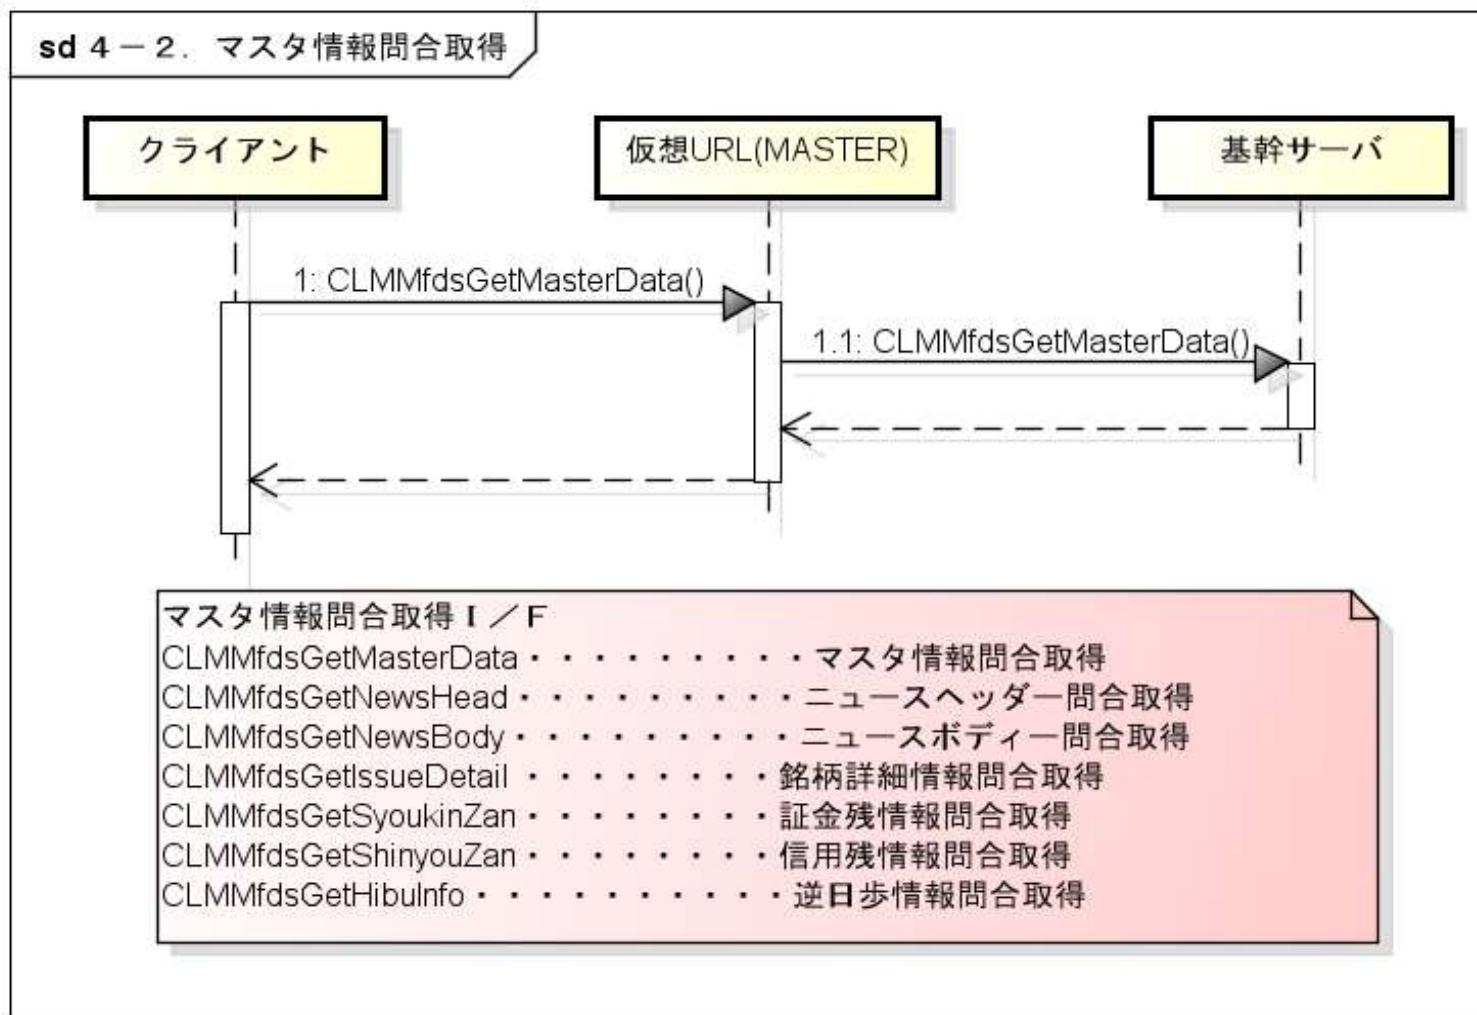 sd 4－2．マスタ情報問合取得
クライアント
仮想URL(MASTER)
基幹サーバ
1: CLMMfdsGetMasterData()
1.1: CLMMfdsGetMasterData()
マスタ情報問合取得Ｉ／Ｆ
CLMMfdsGetMasterData・・・・・・・・・・マスタ情報問合取得
CLMMfdsGetNewsHead・・・・・・・・・・ニュースヘッダー問合取得
CLMMfdsGetNewsBody・・・・・・・・・・ニュースボディー問合取得
CLMMfdsGetIssueDetail ・・・・・・・・・銘柄詳細情報問合取得
CLMMfdsGetSyoukinZan・・・・・・・・・証金残情報問合取得
CLMMfdsGetShinyouZan・・・・・・・・・信用残情報問合取得
CLMMfdsGetHibuInfo・・・・・・・・・・・逆日歩情報問合取得